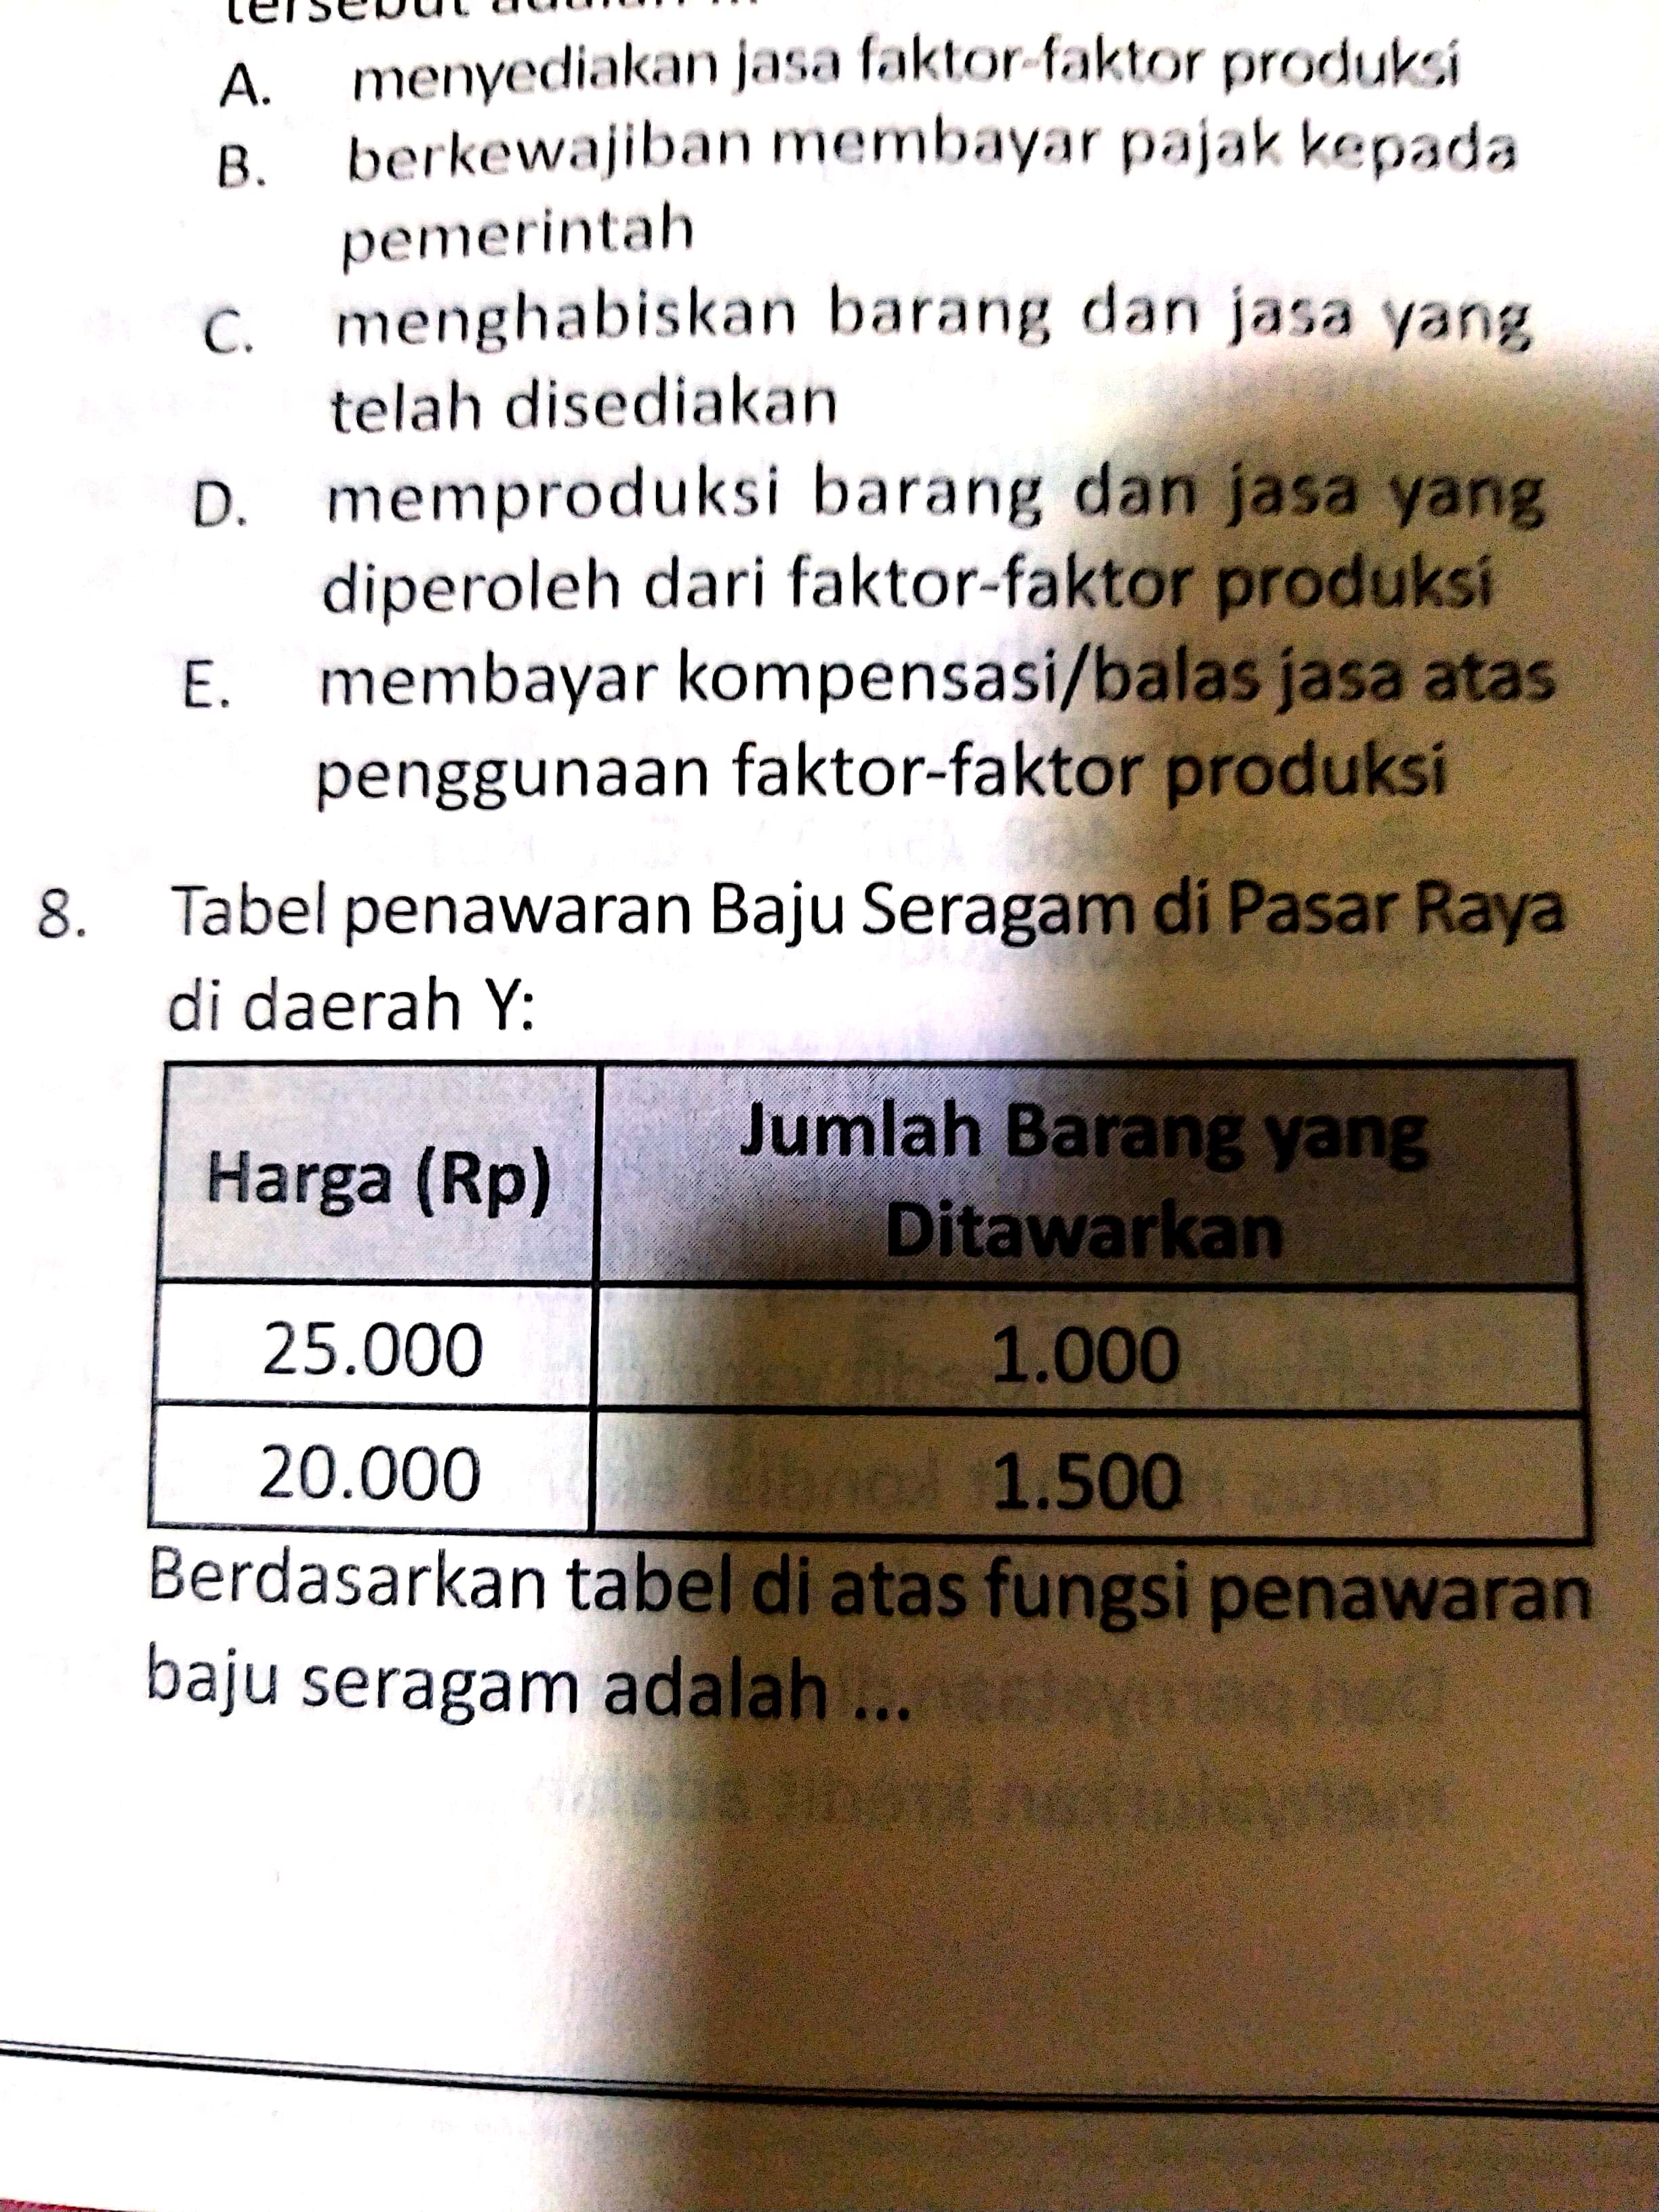 tersebut adalah ...
A. menyediakan jasa faktor-faktor produksi
B. berkewajiban membayar pajak kepada
pemerintah
C. menghabiskan barang dan jasa yang
telah disediakan
D. memproduksi barang dan jasa yang
diperoleh dari faktor-faktor produksi
E. membayar kompensasi/balas jasa atas
penggunaan faktor-faktor produksi
8. Tabel penawaran Baju Seragam di Pasar Raya
di daerah Y:
Harga (Rp) Jumlah Barang yang
Ditawarkan
25.000 1.000
20.000 1.500
Berdasarkan tabel di atas fungsi penawaran
baju seragam adalah ...